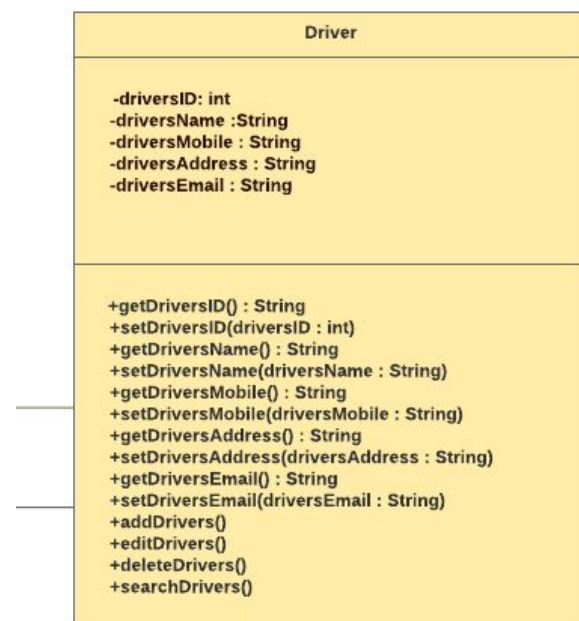 Driver
-driversID: int
-driversName :String
-driversMobile : String
-driversAddress : String
-driversEmail : String
+getDriversID() : String
+setDriversID(driversID : int)
+getDriversName() : String
+setDriversName(driversName : String)
+getDriversMobile() : String
+setDriversMobile(driversMobile : String)
+getDriversAddress() : String
+setDriversAddress(driversAddress : String)
+getDriversEmail() : String
+setDriversEmail(driversEmail : String)
+addDrivers()
+editDrivers()
+deleteDrivers()
+searchDrivers()